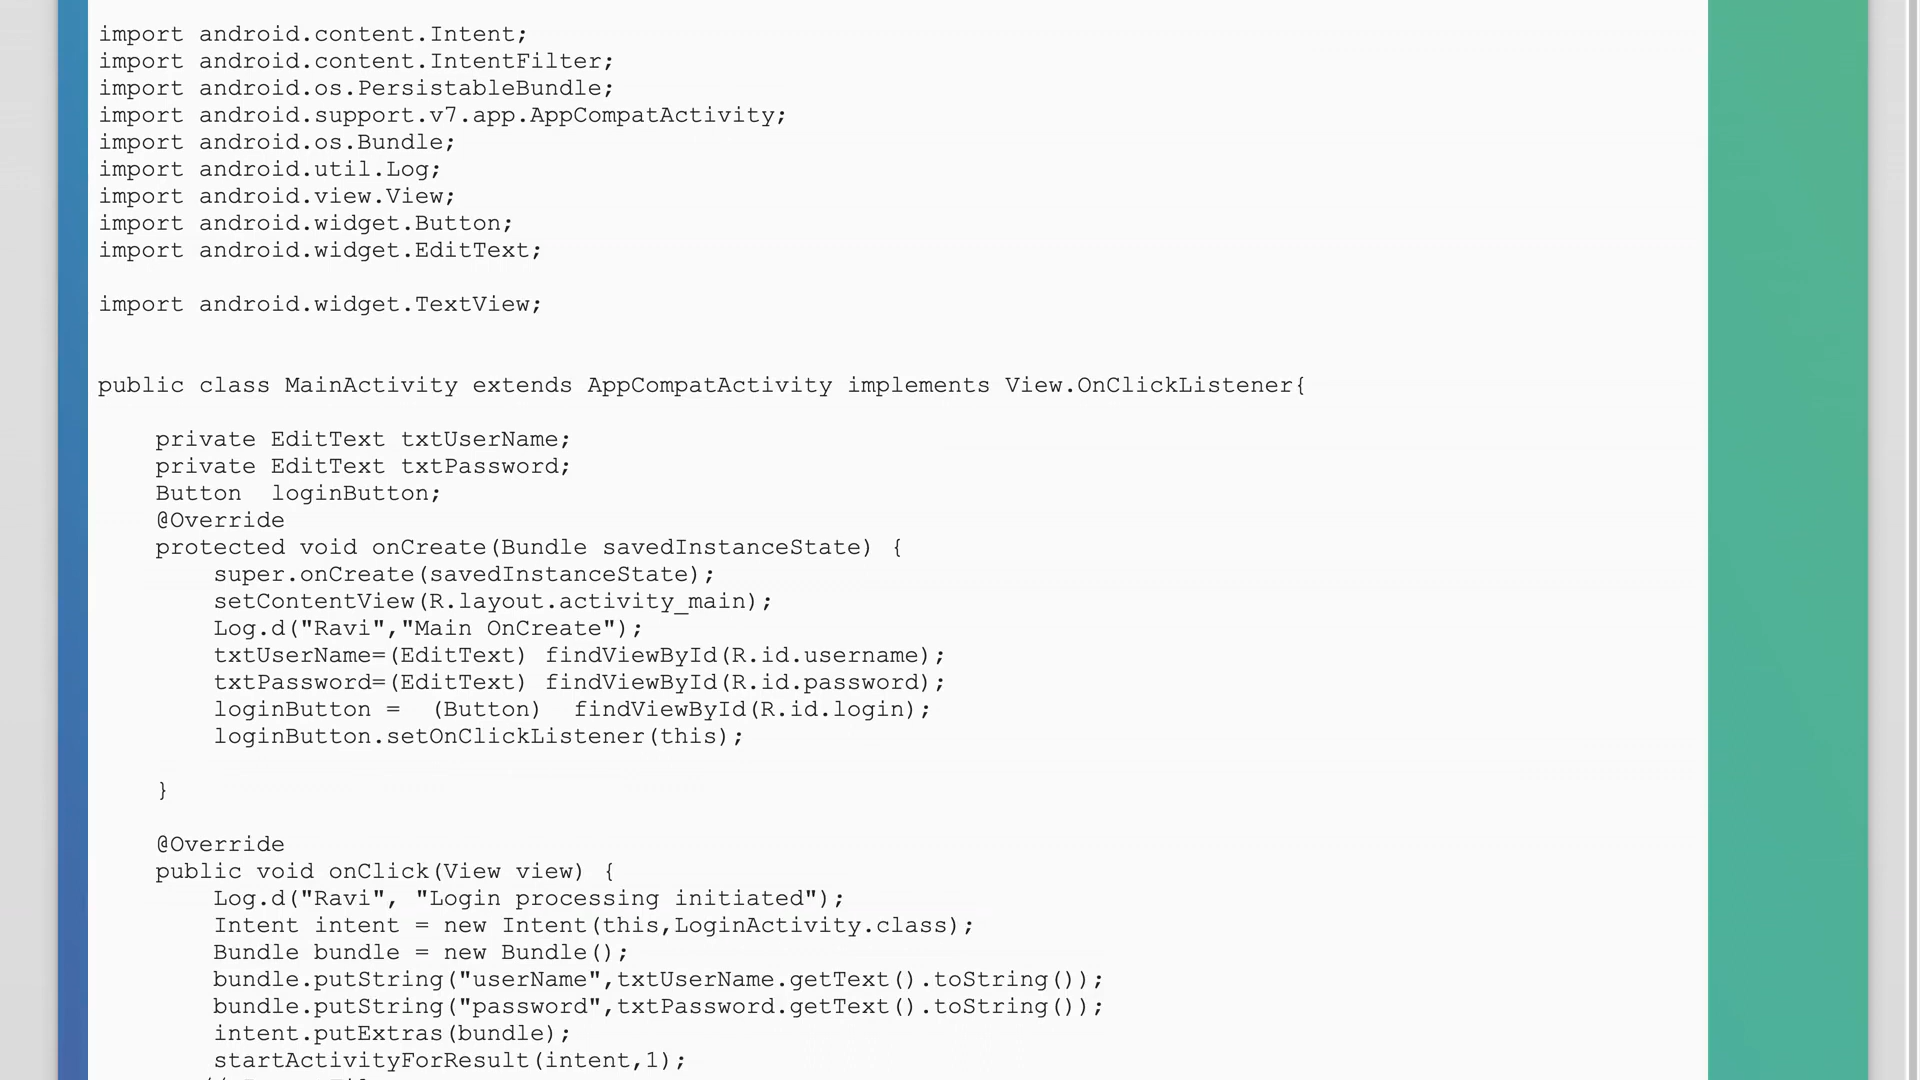 import android.content.Intent;
import android.content.IntentFilter;
import android.os.PersistableBundle;
import android.support.v7.app.AppCompatActivity;
import android.os.Bundle;
import android.util.Log;
import android.view.View;
import android.widget.Button;
import android.widget.EditText;
import android.widget.TextView;
public class MainActivity extends AppCompatActivity implements View.OnClickListener{
private EditText txtUserName;
private EditText txtPassword;
Button  loginButton;
@Override
protected void onCreate(Bundle savedInstanceState) {
super.onCreate(savedInstanceState);
setContentView(R.layout.activity_main);
Log.d("Ravi","Main OnCreate");
txtUserName=(EditText) findViewById(R.id.username);
txtPassword=(EditText) findViewById(R.id.password);
loginButton =  (Button)  findViewById(R.id.login);
loginButton.setOnClickListener(this);
}
@Override
public void onClick(View view) {
Log.d("Ravi", "Login processing initiated");
Intent intent = new Intent(this,LoginActivity.class);
Bundle bundle = new Bundle();
bundle.putString("userName",txtUserName.getText().toString());
bundle.putString("password",txtPassword.getText().toString());
intent.putExtras(bundle);
startActivityForResult(intent,1);